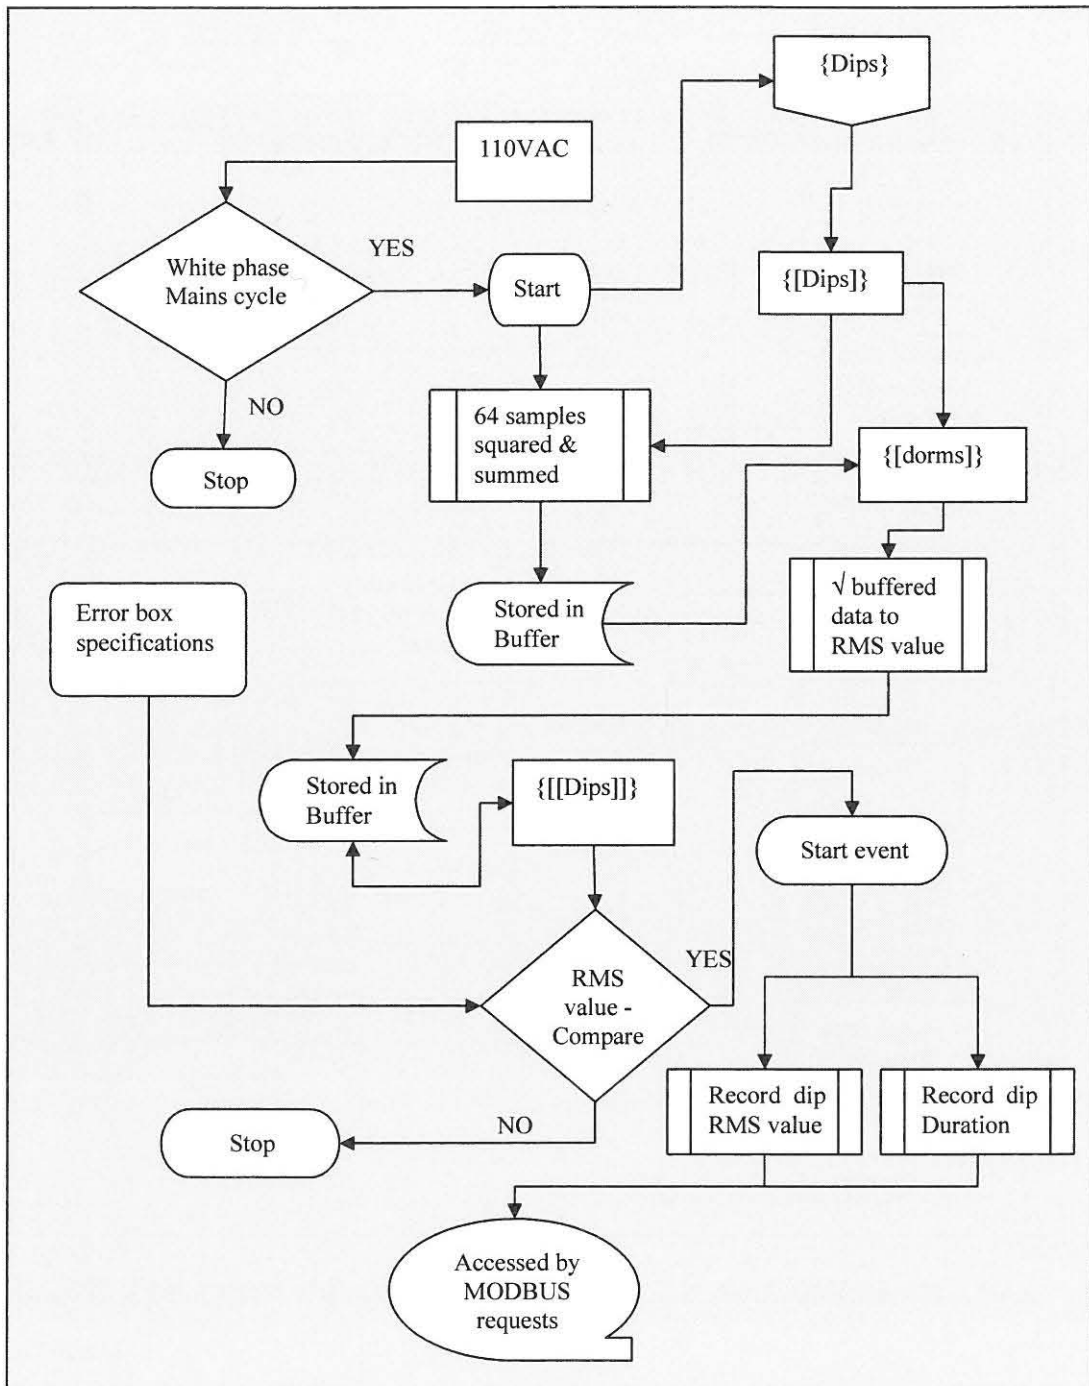 {Dips}
110VAC
YES
White phase
Mains cycle
Start
{[Dips]}
NO
64 samples
squared &
summed
{[dorms]}
Stop
Error box
specifications
Stored in
Buffer
√ buffered
data to
RMS value
Stored in
Buffer
{[[Dips]]}
Start event
YES
RMS
value -
Compare
NO
Stop
Record dip
RMS value
Record dip
Duration
Accessed by
MODBUS
requests